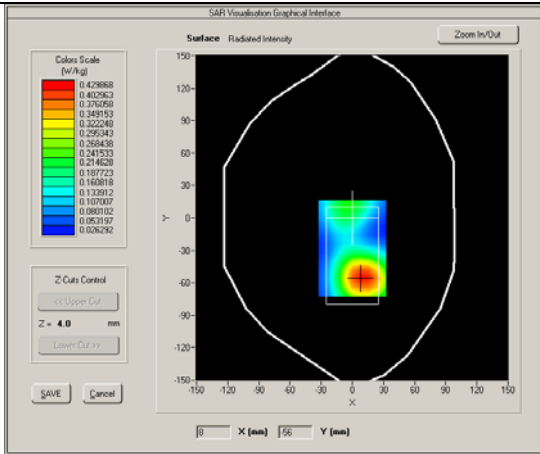 SAR Visualisation Graphical Interface
Surface Radiated Intensity
Zoom In/Out
Colors Scale
(W/kg)
0.429868
0.402963
0.376058
0.349153
0.322248
0.295343
0.268438
0.241533
0.214628
0.187723
0.160818
0.133912
0.107007
0.080102
0.053197
0.026292
150
120
90
60
30
0
-30
-60
-90
-120
-150
Y
-150 -120 -90 -60 -30 0 30 60 90 120 150
X
Z-Cuts Control
<< Upper Cut
Z = 4.0 mm
Lower Cut >>
SAVE Cancel
8 X (mm) -56 Y (mm)